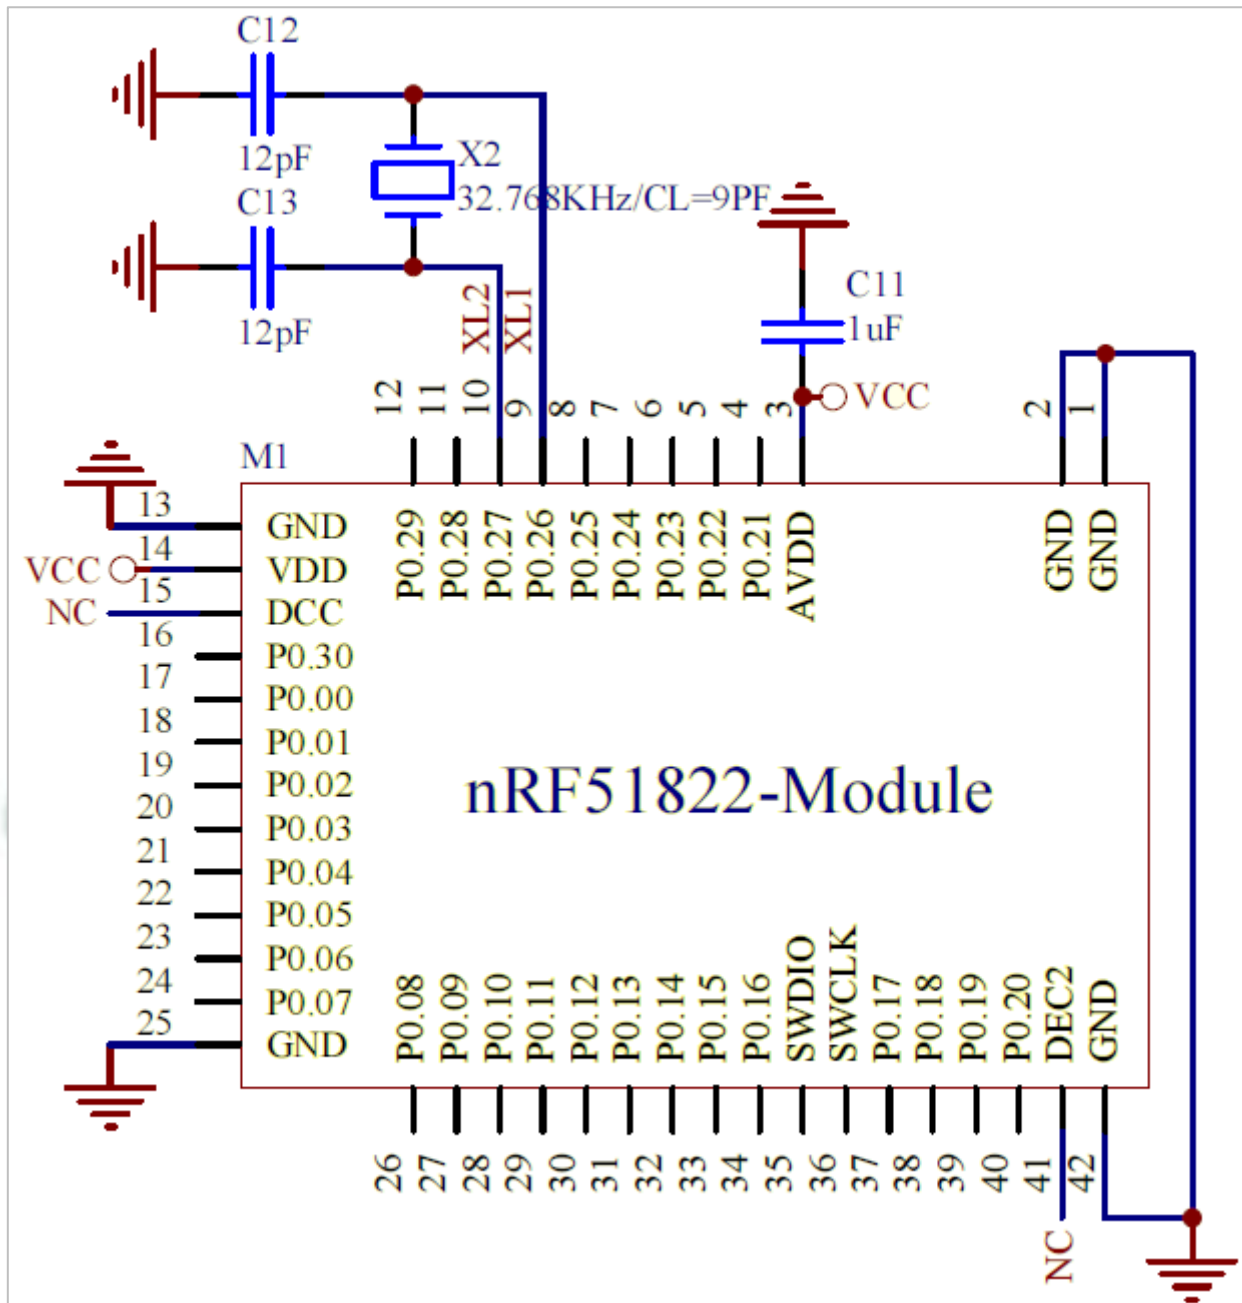 C12
12pF
X2
32.768KHz/CL=9PF
C13
12pF
XL2
XL1
C11
1uF
VCC
12
11
10
9
8
7
6
5
4
3
2
1
M1
P0.29
P0.28
P0.27
P0.26
P0.25
P0.24
P0.23
P0.22
P0.21
AVDD
GND
GND
13
GND
VCC
14
VDD
NC
15
DCC
16
P0.30
17
P0.00
18
P0.01
19
P0.02
20
P0.03
21
P0.04
22
P0.05
23
P0.06
24
P0.07
25
GND
nRF51822-Module
P0.08
P0.09
P0.10
P0.11
P0.12
P0.13
P0.14
P0.15
P0.16
SWDIO
SWCLK
P0.17
P0.18
P0.19
P0.20
DEC2
GND
26
27
28
29
30
31
32
33
34
35
36
37
38
39
40
41
42
NC